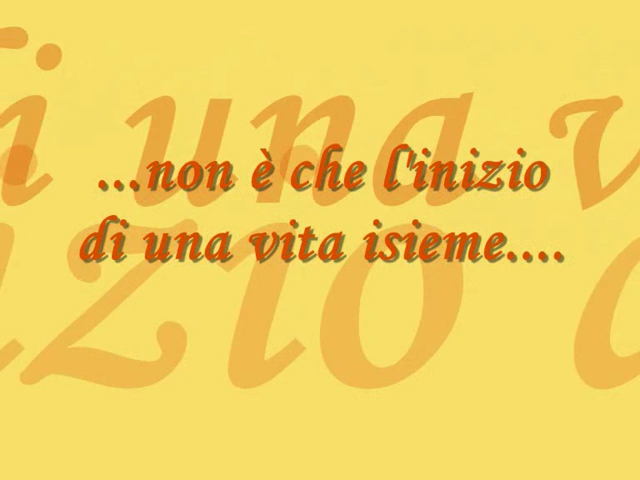 ...non è che l'inizio
di una vita isieme....